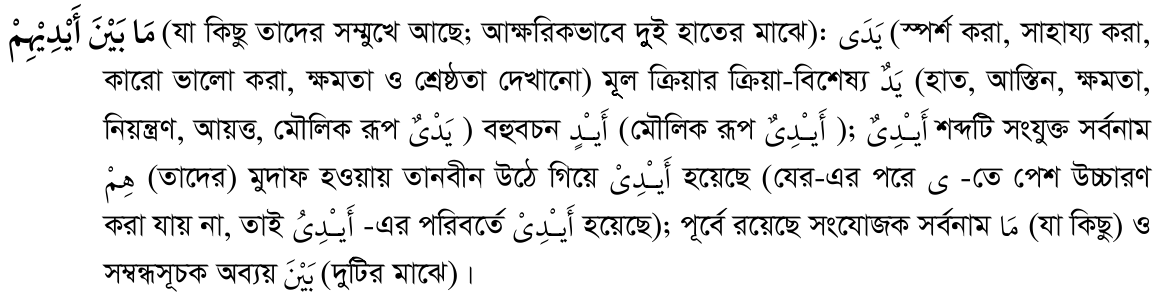 مَا بَيْنَ أَيْدِيْهِمْ (যা কিছু তাদের সম্মুখে আছে; আক্ষরিকভাবে দুই হাতের মাঝে): يَدَى (স্পর্শ করা, সাহায্য করা,
কারো ভালো করা, ক্ষমতা ও শ্রেষ্ঠতা দেখানো) মূল ক্রিয়ার ক্রিয়া-বিশেষ্য يَدٌ (হাত, আস্তিন, ক্ষমতা,
নিয়ন্ত্রণ, আয়ত্ত, মৌলিক রূপ يَدْىٌ ) বহুবচন أَيْدٍ (মৌলিক রূপ أَيْدِىٌ ); أَيْدِىٌ শব্দটি সংযুক্ত সর্বনাম
هِمْ (তাদের) মুদাফ হওয়ায় তানবীন উঠে গিয়ে أَيْدِىْ হয়েছে (যের-এর পরে ى -তে পেশ উচ্চারণ
করা যায় না, তাই أَيْدِىُ -এর পরিবর্তে أَيْدِىْ হয়েছে); পূর্বে রয়েছে সংযোজক সর্বনাম مَا (যা কিছু) ও
সম্বন্ধসূচক অব্যয় بَيْنَ (দুটির মাঝে) ।